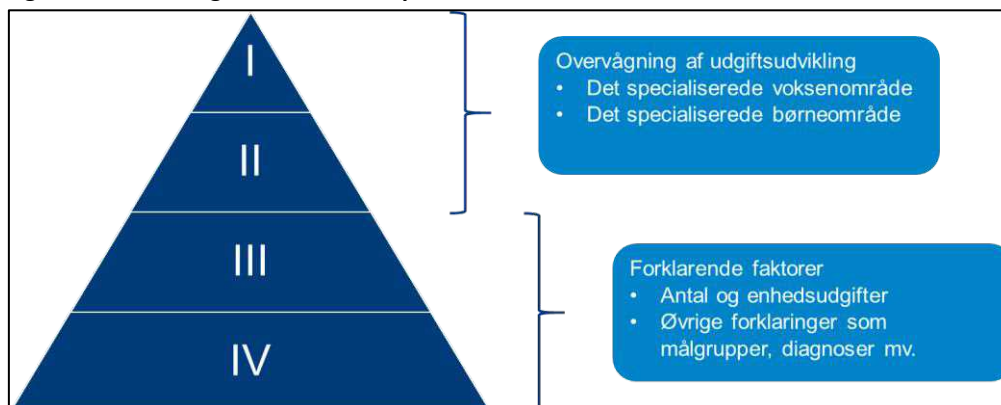 I
II
III
IV
Overvågning af udgiftsudvikling
• Det specialiserede voksenområde
• Det specialiserede børneområde
Forklarende faktorer
• Antal og enhedsudgifter
• Øvrige forklaringer som
målgrupper, diagnoser mv.